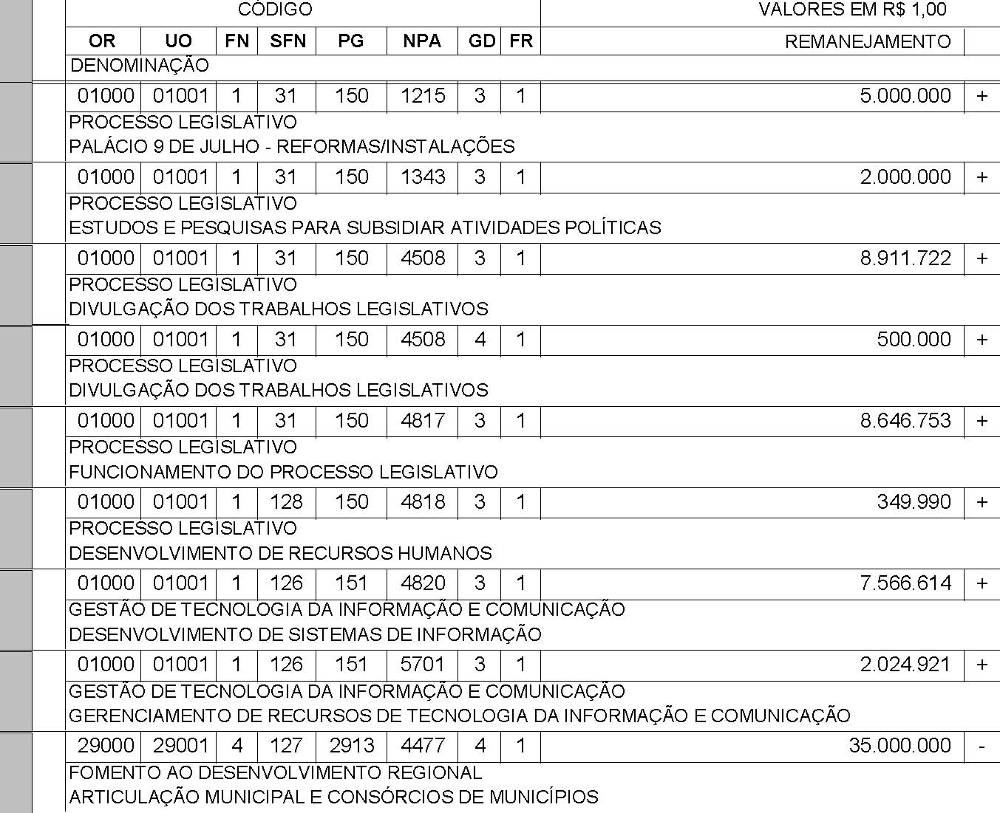 CÓDIGO VALORES EM R$ 1,00
OR UO FN SFN PG NPA GD FR REMANEJAMENTO
DENOMINAÇÃO
01000 01001 1 31 150 1215 3 1 5.000.000 +
PROCESSO LEGISLATIVO
PALÁCIO 9 DE JULHO - REFORMAS/INSTALAÇÕES
01000 01001 1 31 150 1343 3 1 2.000.000 +
PROCESSO LEGISLATIVO
ESTUDOS E PESQUISAS PARA SUBSIDIAR ATIVIDADES POLÍTICAS
01000 01001 1 31 150 4508 3 1 8.911.722 +
PROCESSO LEGISLATIVO
DIVULGAÇÃO DOS TRABALHOS LEGISLATIVOS
01000 01001 1 31 150 4508 4 1 500.000 +
PROCESSO LEGISLATIVO
DIVULGAÇÃO DOS TRABALHOS LEGISLATIVOS
01000 01001 1 31 150 4817 3 1 8.646.753 +
PROCESSO LEGISLATIVO
FUNCIONAMENTO DO PROCESSO LEGISLATIVO
01000 01001 1 128 150 4818 3 1 349.990 +
PROCESSO LEGISLATIVO
DESENVOLVIMENTO DE RECURSOS HUMANOS
01000 01001 1 126 151 4820 3 1 7.566.614 +
GESTÃO DE TECNOLOGIA DA INFORMAÇÃO E COMUNICAÇÃO
DESENVOLVIMENTO DE SISTEMAS DE INFORMAÇÃO
01000 01001 1 126 151 5701 3 1 2.024.921 +
GESTÃO DE TECNOLOGIA DA INFORMAÇÃO E COMUNICAÇÃO
GERENCIAMENTO DE RECURSOS DE TECNOLOGIA DA INFORMAÇÃO E COMUNICAÇÃO
29000 29001 4 127 2913 4477 4 1 35.000.000 -
FOMENTO AO DESENVOLVIMENTO REGIONAL
ARTICULAÇÃO MUNICIPAL E CONSÓRCIOS DE MUNICÍPIOS